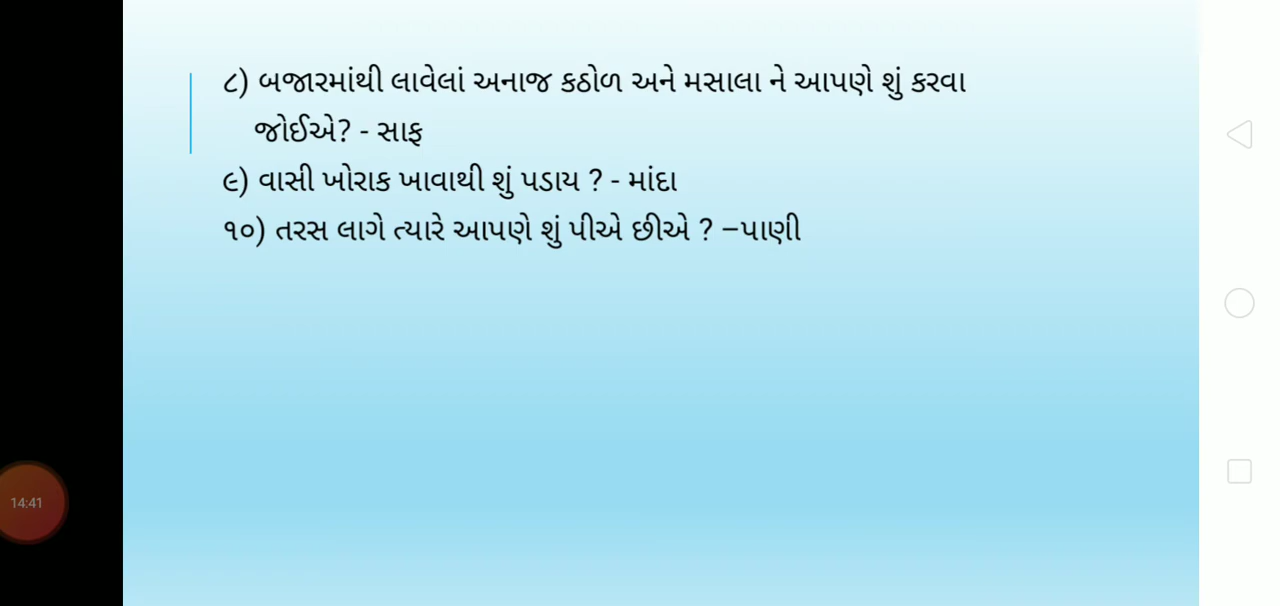 ૮) બજારમાંથી લાવેલાં અનાજ કઠોળ અને મસાલા ને આપણે શું કરવા
જોઈએ? - સાફ
૯) વાસી ખોરાક ખાવાથી શું પડાય ? - માંદા
૧૦) તરસ લાગે ત્યારે આપણે શું પીએ છીએ ? –પાણી
14:41